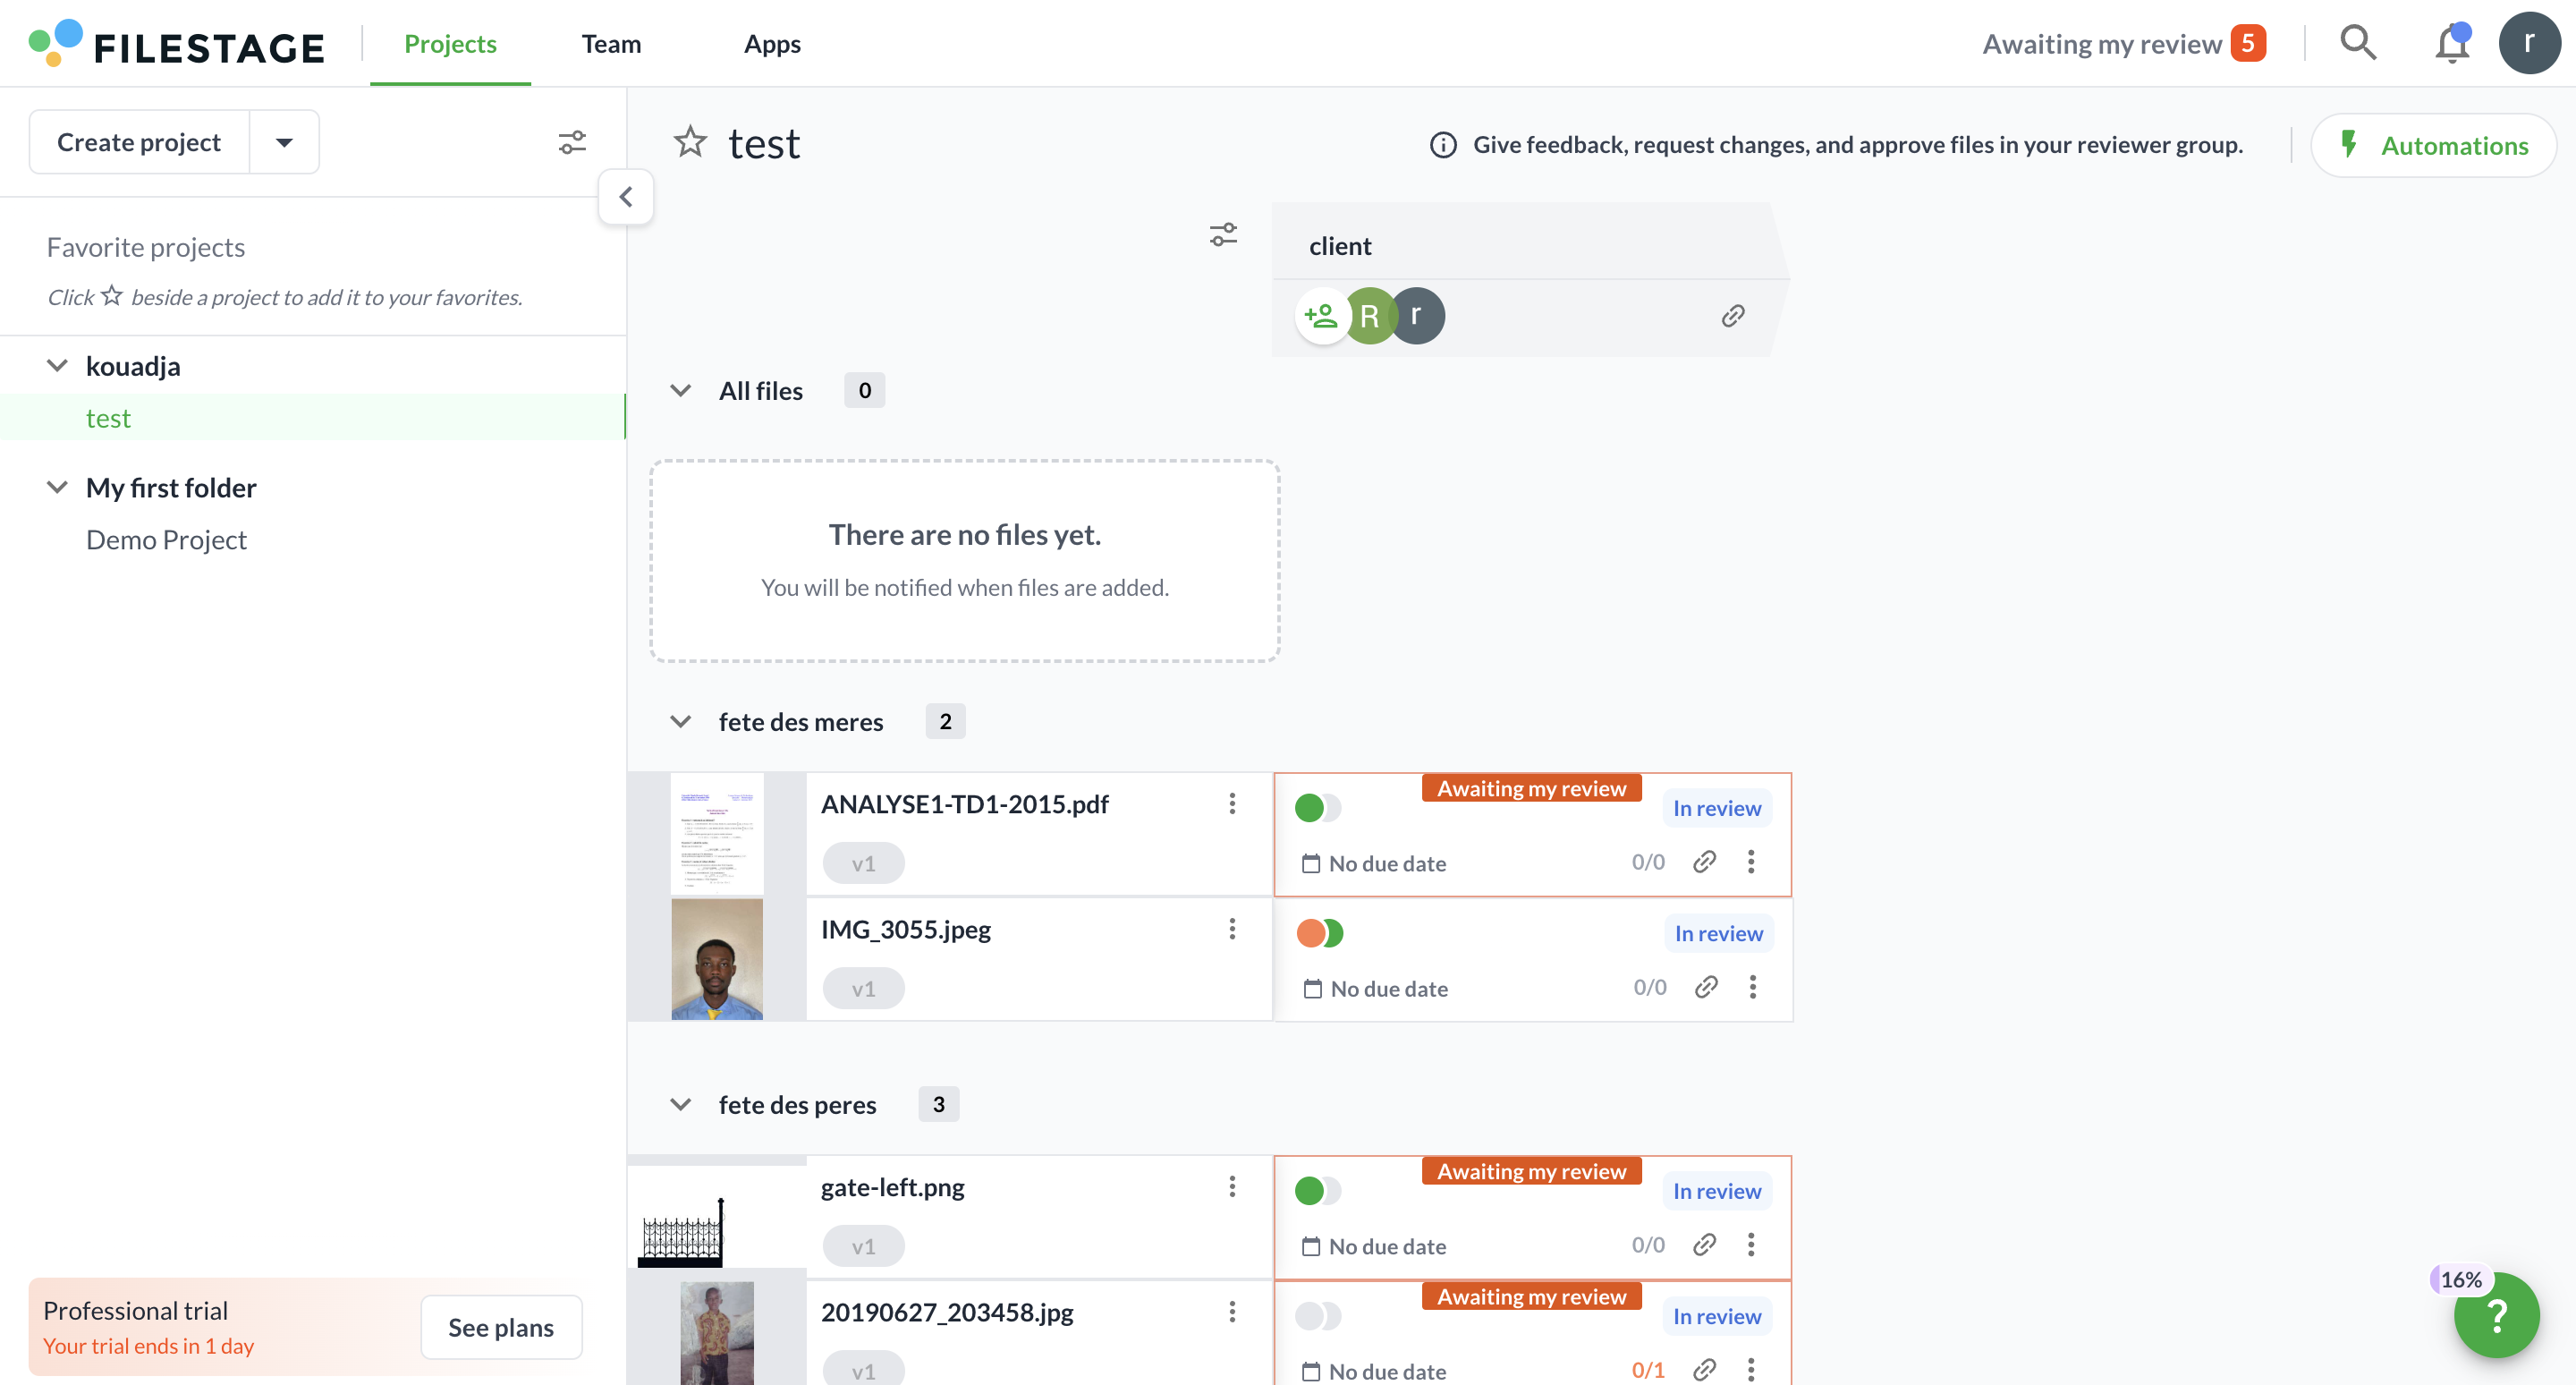 FILESTAGE
Projects
Team
Apps
Awaiting my review 5
r
Create project
Favorite projects
Click ☆ beside a project to add it to your favorites.
kouadja
test
My first folder
Demo Project
Professional trial
Your trial ends in 1 day
See plans
test
Give feedback, request changes, and approve files in your reviewer group.
Automations
client
R r
All files 0
There are no files yet.
You will be notified when files are added.
fete des meres 2
ANALYSE1-TD1-2015.pdf
v1
Awaiting my review
In review
No due date 0/0
IMG_3055.jpeg
v1
In review
No due date 0/0
fete des peres 3
gate-left.png
v1
Awaiting my review
In review
No due date 0/0
20190627_203458.jpg
v1
Awaiting my review
In review
No due date 0/1
16%
?